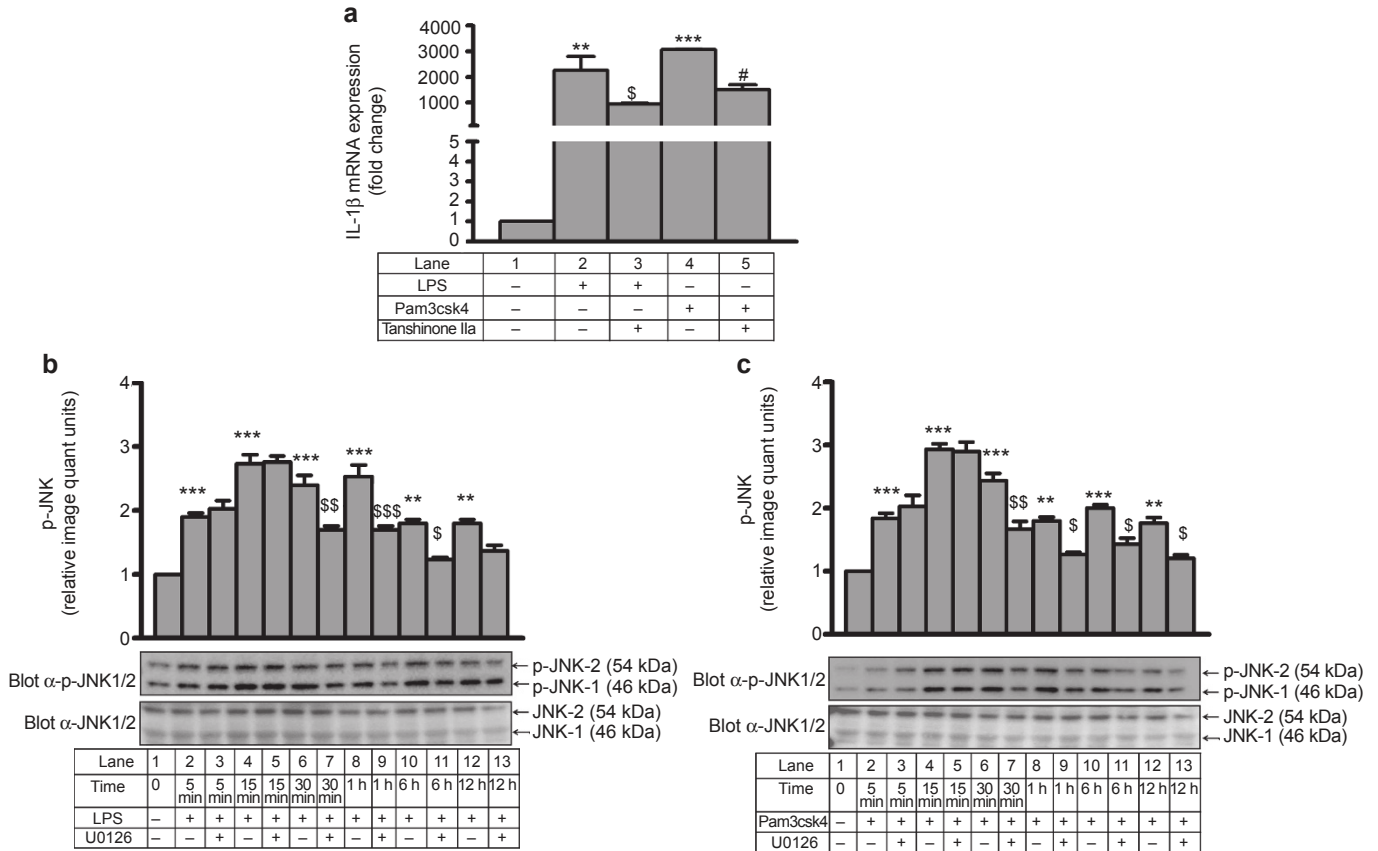 a
IL-1β mRNA expression
(fold change)
4000
3000
2000
1000
5
4
3
2
1
0
**
$
***
#
Lane 1 2 3 4 5
LPS – + + – –
Pam3csk4 – – – + +
Tanshinone IIa – – + – +
b
p-JNK
(relative image quant units)
4
3
2
1
0
*** *** *** $$ *** $$$ ** $ **
Blot α-p-JNK1/2
p-JNK-2 (54 kDa)
p-JNK-1 (46 kDa)
Blot α-JNK1/2
JNK-2 (54 kDa)
JNK-1 (46 kDa)
Lane 1 2 3 4 5 6 7 8 9 10 11 12 13
Time 0 5 min 5 min 15 min 15 min 30 min 30 min 1 h 1 h 6 h 6 h 12 h 12 h
LPS – + + + + + + + + + + + +
U0126 – – + – + – + – + – + – +
c
p-JNK
(relative image quant units)
4
3
2
1
0
*** *** *** $$ ** $ *** $ ** $
Blot α-p-JNK1/2
p-JNK-2 (54 kDa)
p-JNK-1 (46 kDa)
Blot α-JNK1/2
JNK-2 (54 kDa)
JNK-1 (46 kDa)
Lane 1 2 3 4 5 6 7 8 9 10 11 12 13
Time 0 5 min 5 min 15 min 15 min 30 min 30 min 1 h 1 h 6 h 6 h 12 h 12 h
Pam3csk4 – + + + + + + + + + + + +
U0126 – – + – + – + – + – + – +